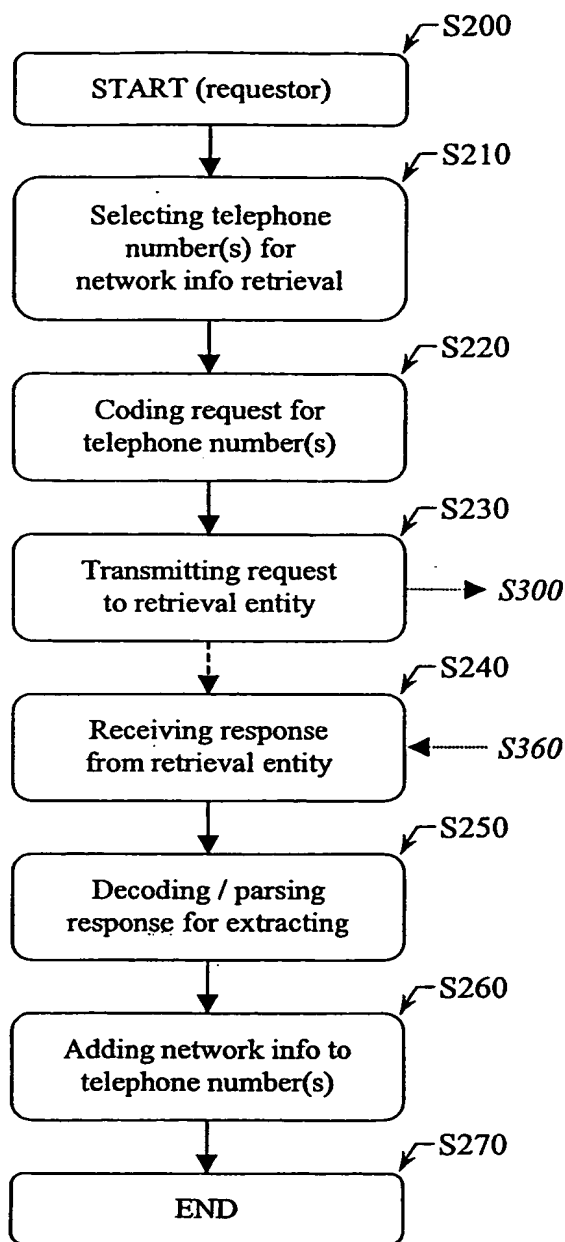 S200
START (requestor)
S210
Selecting telephone
number(s) for
network info retrieval
S220
Coding request for
telephone number(s)
S230
Transmitting request
to retrieval entity
S300
S240
Receiving response
from retrieval entity
S360
S250
Decoding / parsing
response for extracting
S260
Adding network info to
telephone number(s)
S270
END